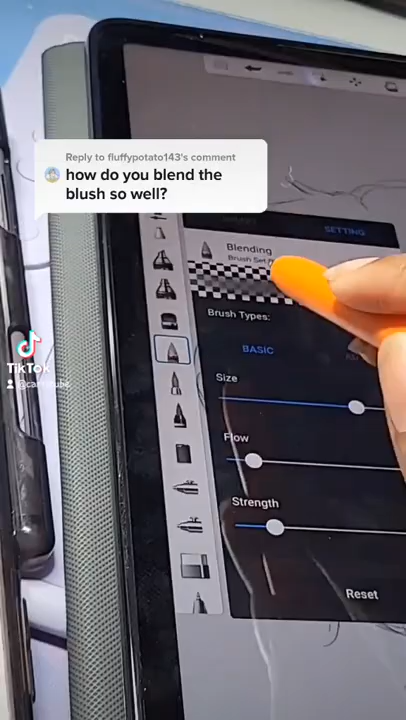 Reply to fluffypotato143's comment
how do you blend the
blush so well?
SETTING
Blending
Brush Set
Brush Types:
BASIC
Size
Flow
Strength
Reset
TikTok